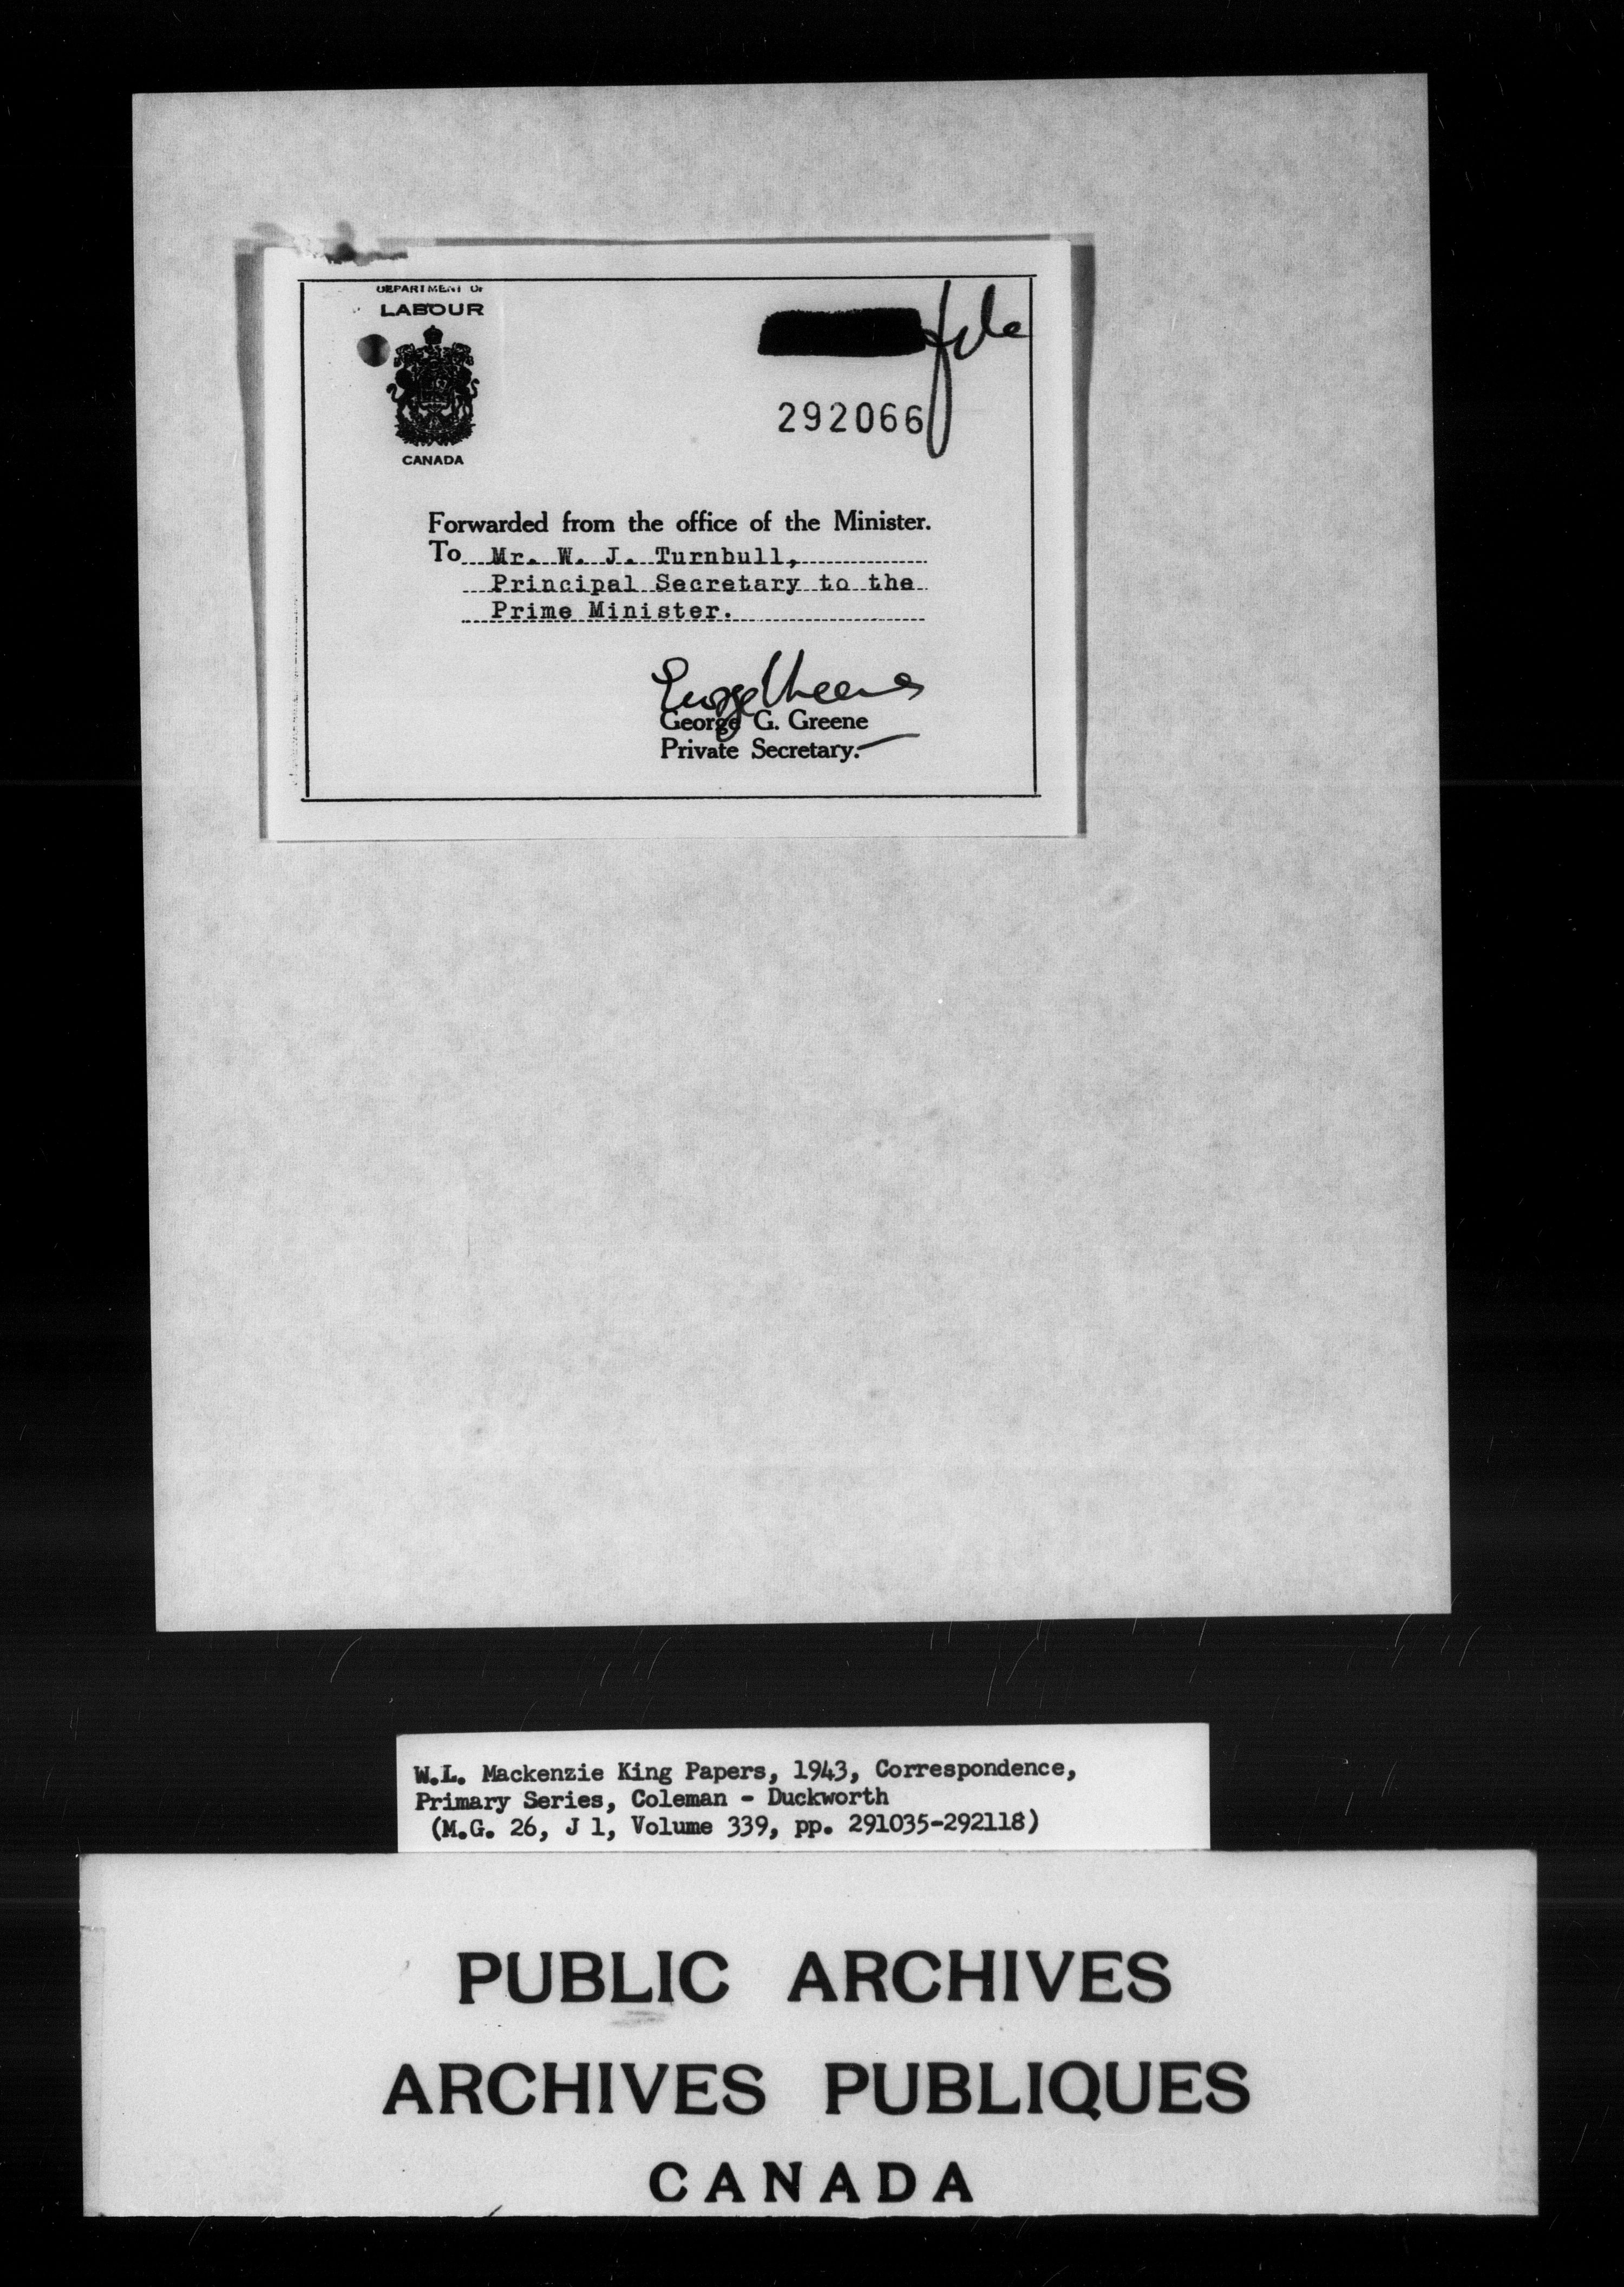 DEPARTMENT OF
LABOUR
CANADA
file
292066
Forwarded from the office of the Minister.
To Mr. W. J. Turnbull,
Principal Secretary to the
Prime Minister.
George Greene
George G. Greene
Private Secretary.
W.L. Mackenzie King Papers, 1943, Correspondence,
Primary Series, Coleman - Duckworth
(M.G. 26, J 1, Volume 339, pp. 291035-292118)
PUBLIC ARCHIVES
ARCHIVES PUBLIQUES
CANADA